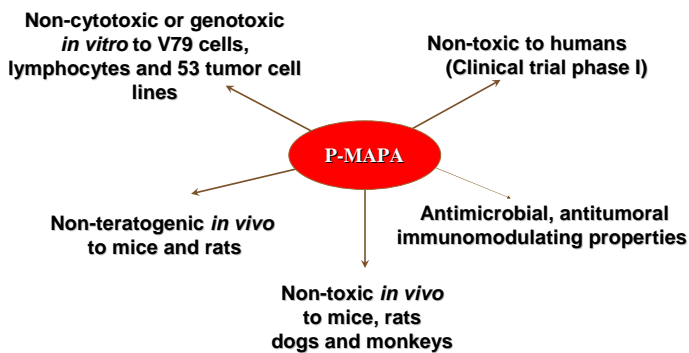 Non-cytotoxic or genotoxic
in vitro to V79 cells,
lymphocytes and 53 tumor cell
lines
Non-toxic to humans
(Clinical trial phase I)
P-MAPA
Non-teratogenic in vivo
to mice and rats
Antimicrobial, antitumoral
immunomodulating properties
Non-toxic in vivo
to mice, rats
dogs and monkeys